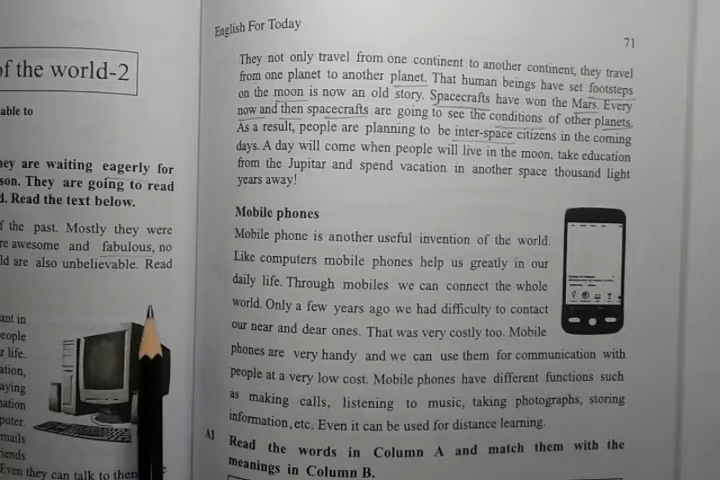 of the world-2
able to
ney are waiting eagerly for
son. They are going to read
d. Read the text below.
f the past. Mostly they were
re awesome and fabulous, no
ld are also unbelievable. Read
ant in
eople
r life.
ation,
aying
nation
puter.
mails
iends
Even they can talk to then
English For Today
71
They not only travel from one continent to another continent, they travel
from one planet to another planet. That human beings have set footsteps
on the moon is now an old story. Spacecrafts have won the Mars. Every
now and then spacecrafts are going to see the conditions of other planets.
As a result, people are planning to be inter-space citizens in the coming
days. A day will come when people will live in the moon, take education
from the Jupitar and spend vacation in another space thousand light
years away!
Mobile phones
Mobile phone is another useful invention of the world.
Like computers mobile phones help us greatly in our
daily life. Through mobiles we can connect the whole
world. Only a few years ago we had difficulty to contact
our near and dear ones. That was very costly too. Mobile
phones are very handy and we can use them for communication with
people at a very low cost. Mobile phones have different functions such
as making calls, listening to music, taking photographs, storing
information, etc. Even it can be used for distance learning.
A1 Read the words in Column A and match them with the
meanings in Column B.